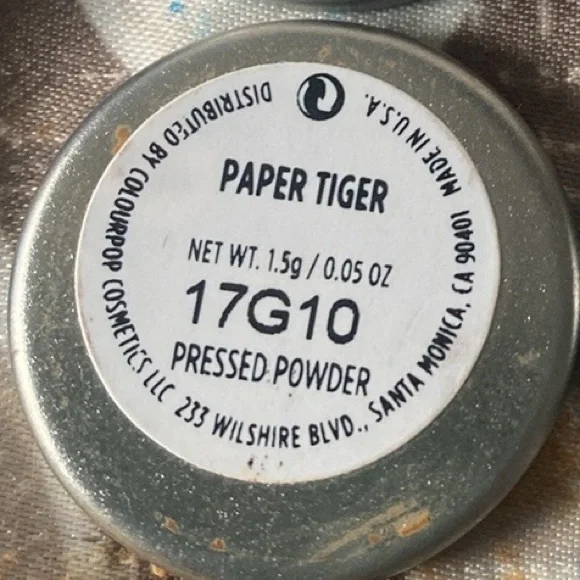 PAPER TIGER
NET WT. 1.5g / 0.05 OZ
17G10
PRESSED POWDER
DISTRIBUTED BY COLOURPOP COSMETICS LLC 233 WILSHIRE BLVD., SANTA MONICA, CA 90401 MADE IN U.S.A.